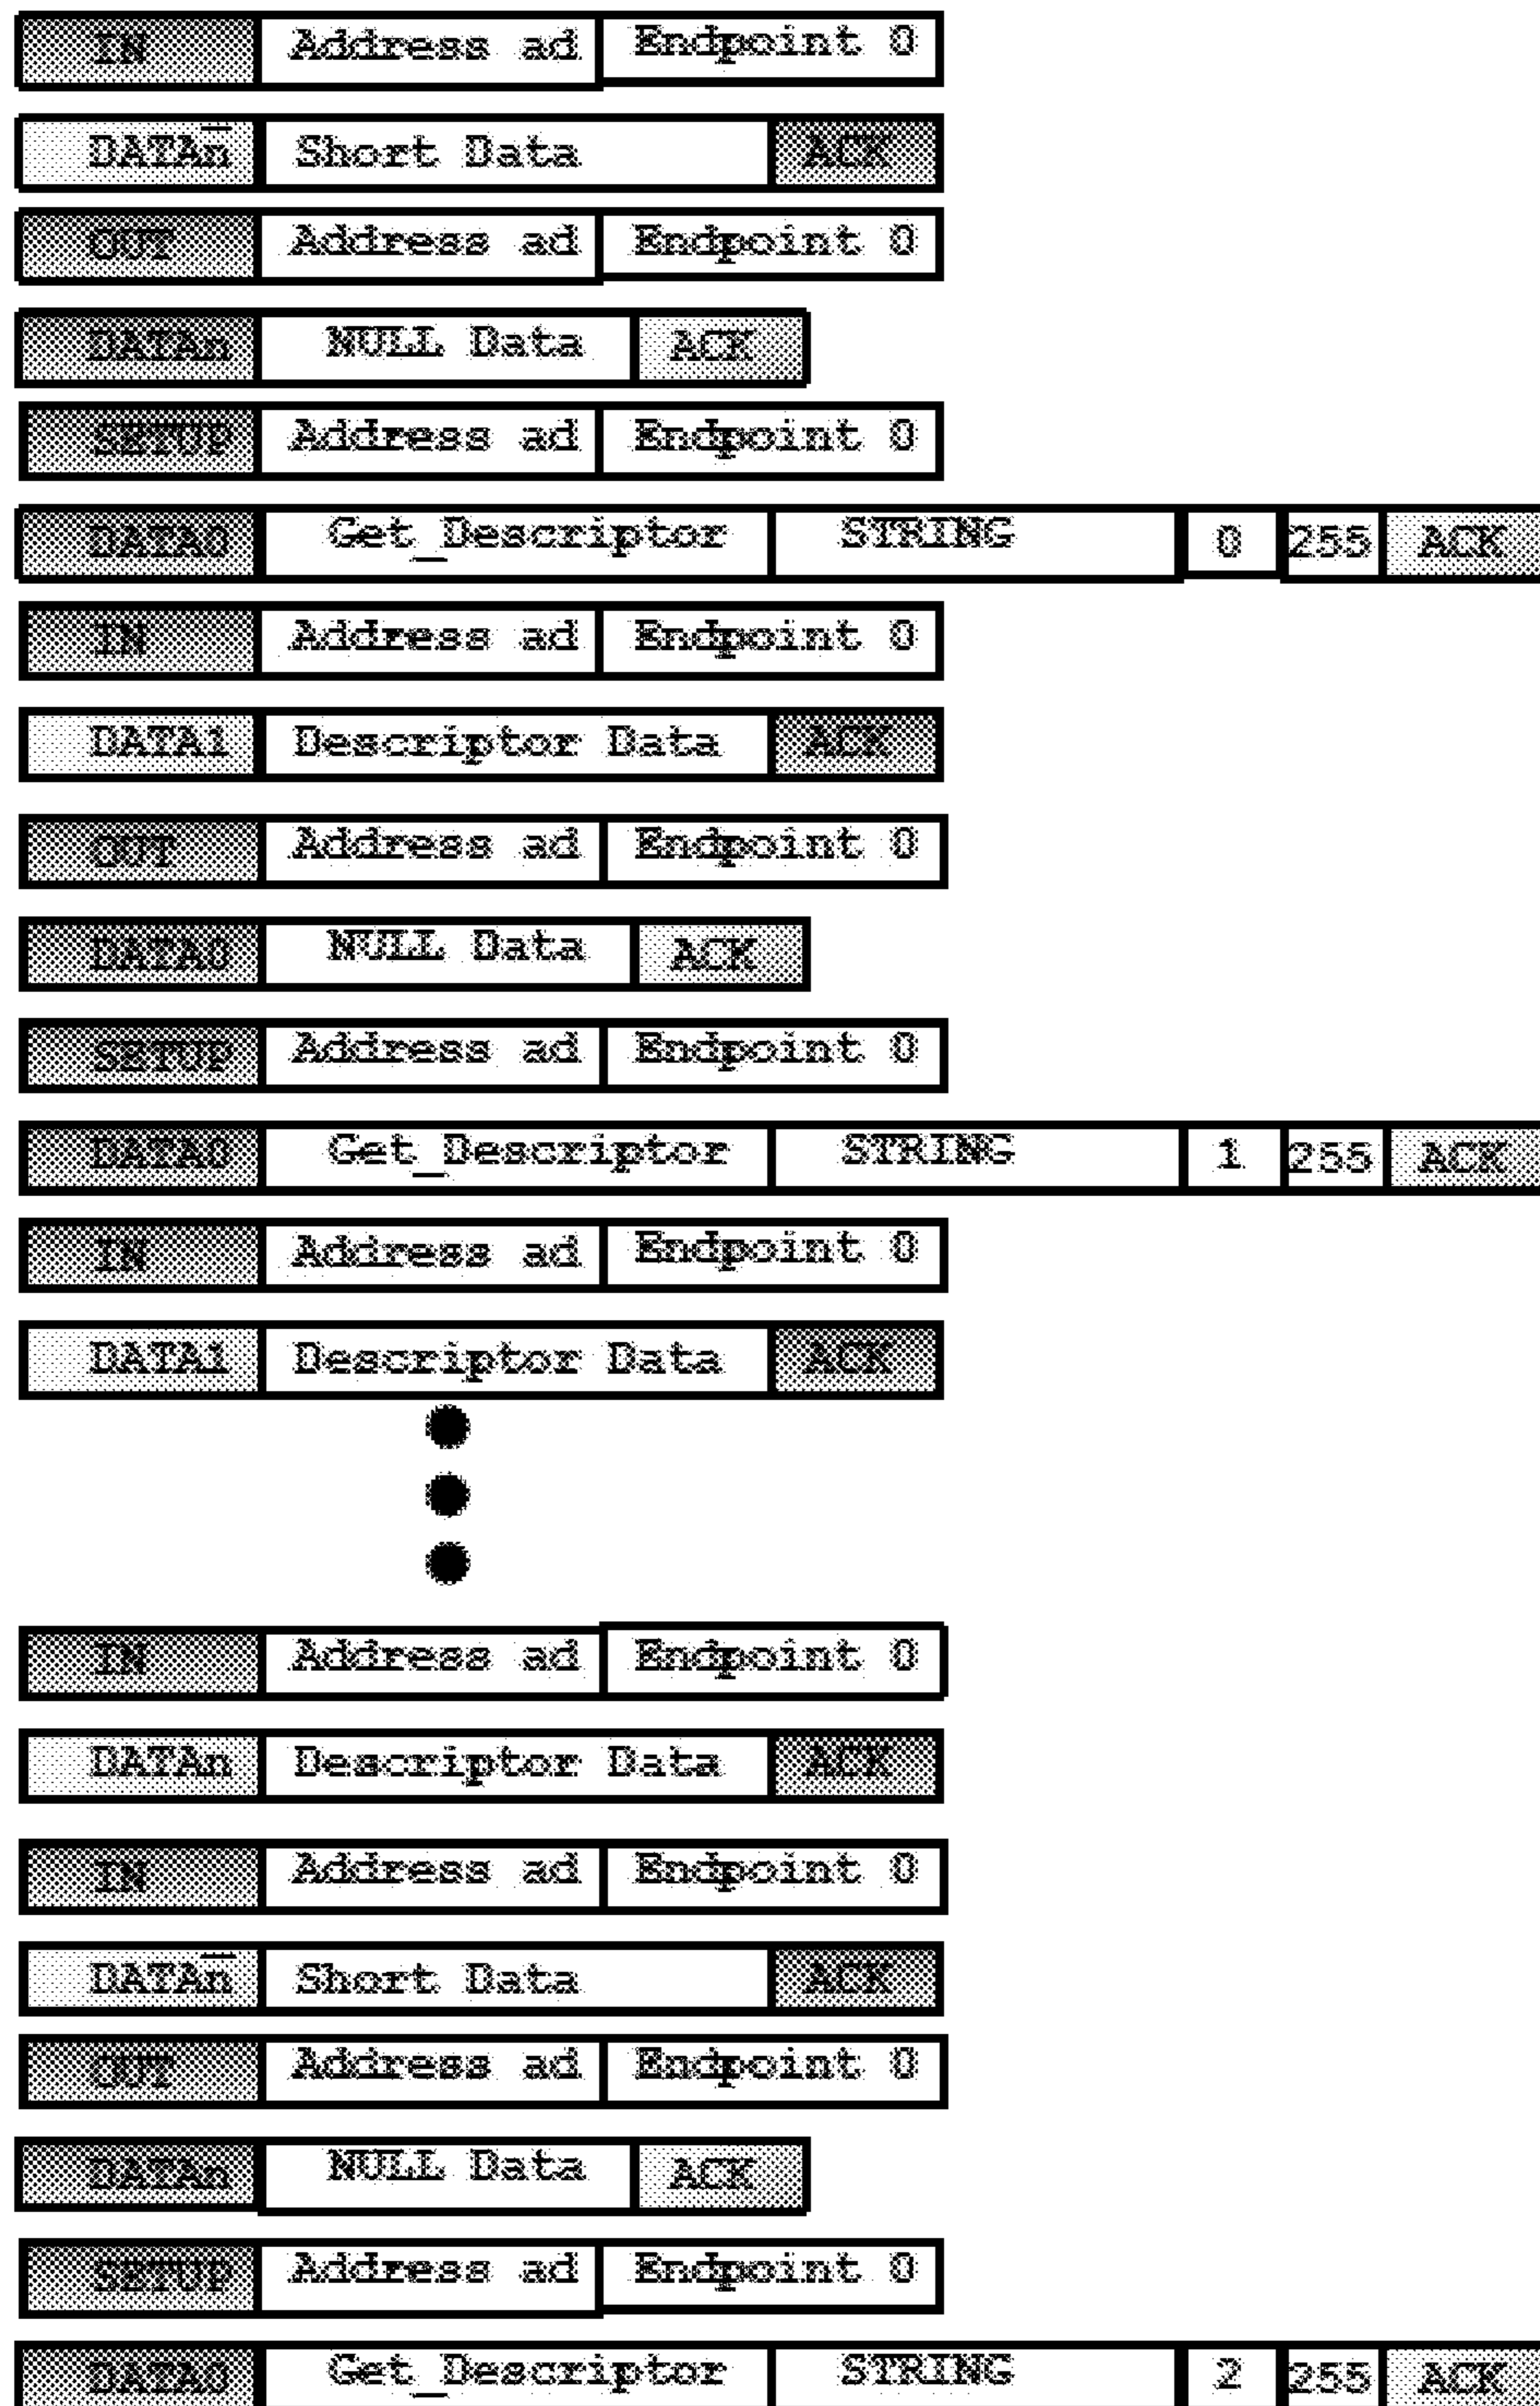 IN Address ad Endpoint 0
DATAn̅ Short Data ACK
OUT Address ad Endpoint 0
DATAn NULL Data ACK
SETUP Address ad Endpoint 0
DATA0 Get_Descriptor STRING 0 255 ACK
IN Address ad Endpoint 0
DATA1 Descriptor Data ACK
OUT Address ad Endpoint 0
DATA0 NULL Data ACK
SETUP Address ad Endpoint 0
DATA0 Get_Descriptor STRING 1 255 ACK
IN Address ad Endpoint 0
DATA1 Descriptor Data ACK
IN Address ad Endpoint 0
DATAn Descriptor Data ACK
IN Address ad Endpoint 0
DATAn̅ Short Data ACK
OUT Address ad Endpoint 0
DATAn NULL Data ACK
SETUP Address ad Endpoint 0
DATA0 Get_Descriptor STRING 2 255 ACK